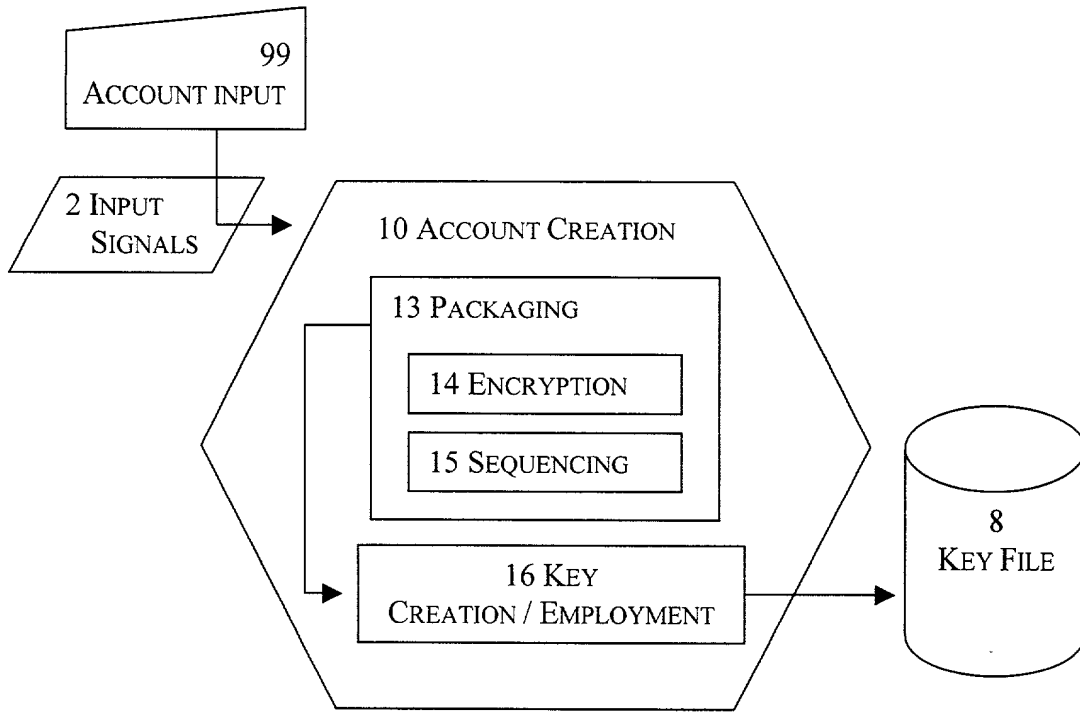 99
ACCOUNT INPUT
2 INPUT
SIGNALS
10 ACCOUNT CREATION
13 PACKAGING
14 ENCRYPTION
15 SEQUENCING
16 KEY
CREATION / EMPLOYMENT
8
KEY FILE